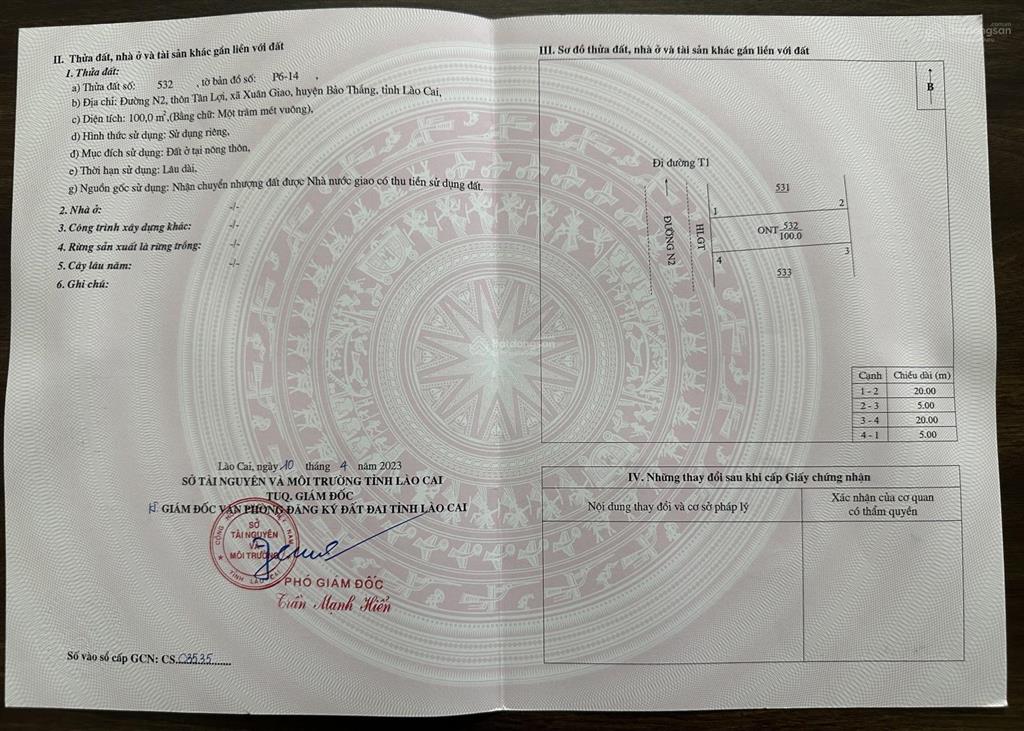 II. Thửa đất, nhà ở và tài sản khác gắn liền với đất
1. Thửa đất:
a) Thửa đất số: 532 , tờ bản đồ số: P6-14 ,
b) Địa chỉ: Đường N2, thôn Tân Lợi, xã Xuân Giao, huyện Bảo Thắng, tỉnh Lào Cai,
c) Diện tích: 100,0 m²,(Bằng chữ: Một trăm mét vuông),
d) Hình thức sử dụng: Sử dụng riêng,
đ) Mục đích sử dụng: Đất ở tại nông thôn,
e) Thời hạn sử dụng: Lâu dài,
g) Nguồn gốc sử dụng: Nhận chuyển nhượng đất được Nhà nước giao có thu tiền sử dụng đất.
2. Nhà ở: -/-
3. Công trình xây dựng khác: -/-
4. Rừng sản xuất là rừng trồng: -/-
5. Cây lâu năm: -/-
6. Ghi chú:
Lào Cai, ngày 10 tháng 4 năm 2023
SỞ TÀI NGUYÊN VÀ MÔI TRƯỜNG TỈNH LÀO CAI
TUQ. GIÁM ĐỐC
KT. GIÁM ĐỐC VĂN PHÒNG ĐĂNG KÝ ĐẤT ĐAI TỈNH LÀO CAI
SỞ
TÀI NGUYÊN
VÀ
MÔI TRƯỜNG
TỈNH LÀO CAI
PHÓ GIÁM ĐỐC
Trần Mạnh Hiển
Số vào sổ cấp GCN: CS.03535
III. Sơ đồ thửa đất, nhà ở và tài sản khác gắn liền với đất
B
Đi đường T1
531
1
2
ĐƯỜNG N2
HLGT
ONT 532
100.0
3
4
533
Cạnh Chiều dài (m)
1 - 2 20.00
2 - 3 5.00
3 - 4 20.00
4 - 1 5.00
IV. Những thay đổi sau khi cấp Giấy chứng nhận
Nội dung thay đổi và cơ sở pháp lý
Xác nhận của cơ quan
có thẩm quyền
Batdongsan